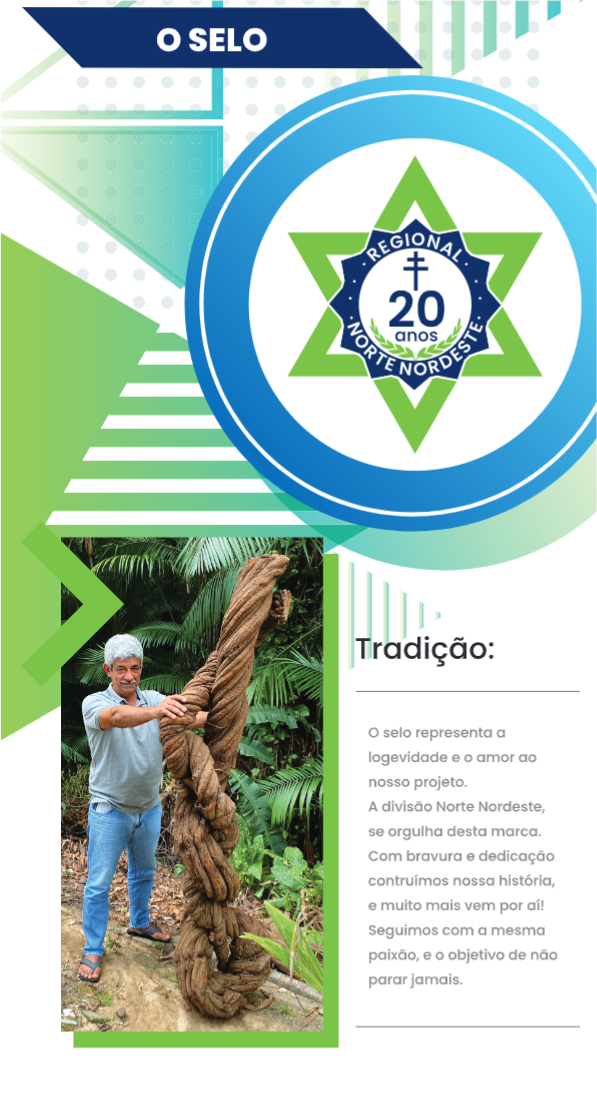 O SELO
REGIONAL
20
anos
NORTE NORDESTE
Tradição:
O selo representa a
logevidade e o amor ao
nosso projeto.
A divisão Norte Nordeste,
se orgulha desta marca.
Com bravura e dedicação
contruímos nossa história,
e muito mais vem por aí!
Seguimos com a mesma
paixão, e o objetivo de não
parar jamais.